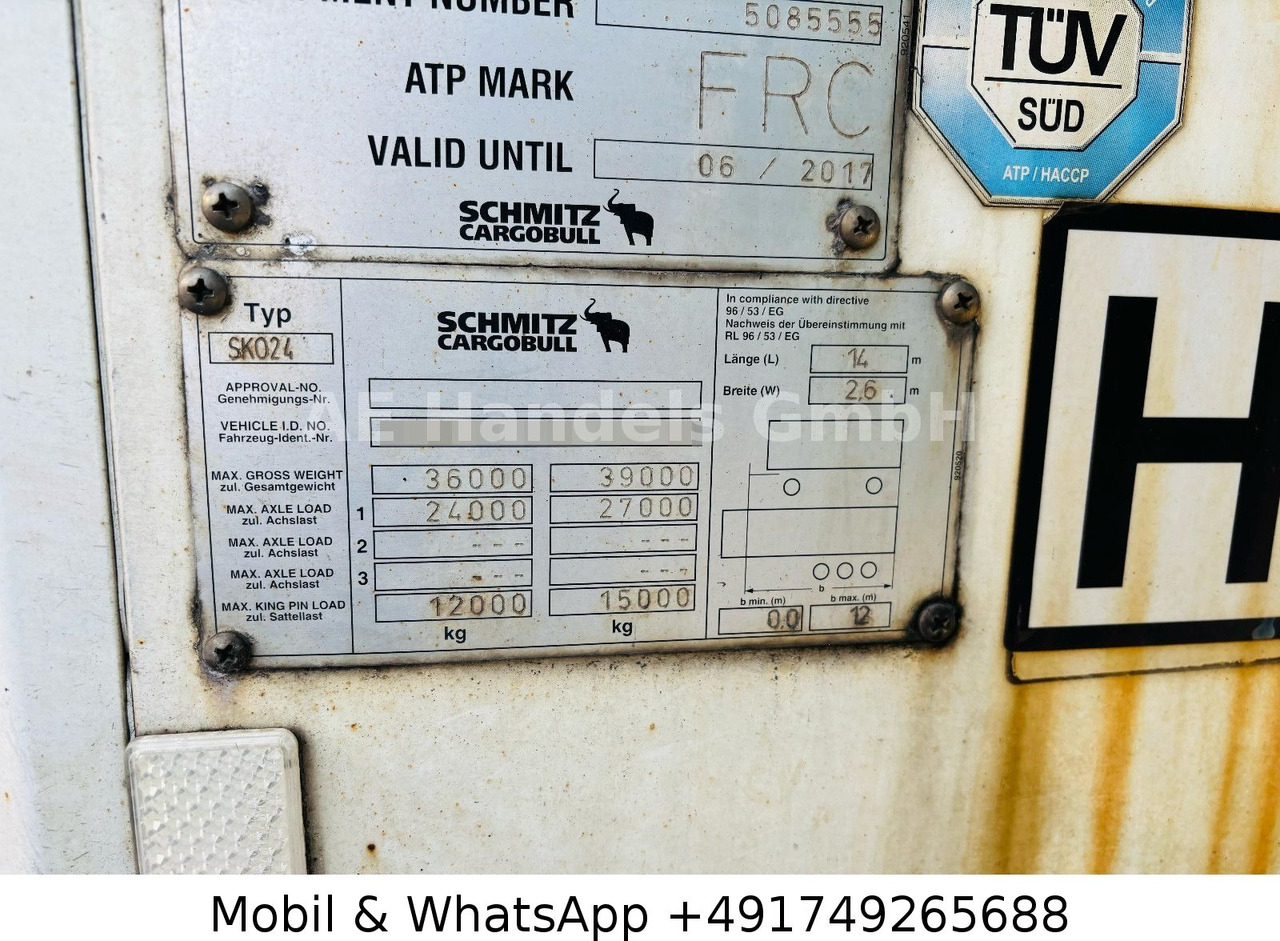 MENT NUMBER 5085555
ATP MARK FRC
VALID UNTIL 06 / 2017
SCHMITZ
CARGOBULL
920541
TÜV
SÜD
ATP / HACCP
H
Typ
SKO24
SCHMITZ
CARGOBULL
In compliance with directive
96 / 53 / EG
Nachweis der Übereinstimmung mit
RL 96 / 53 / EG
Länge (L) 14 m
Breite (W) 2,6 m
APPROVAL-NO.
Genehmigungs-Nr.
VEHICLE I.D. NO.
Fahrzeug-Ident.-Nr.
AE Handels GmbH
MAX. GROSS WEIGHT
zul. Gesamtgewicht
36000 39000
MAX. AXLE LOAD
zul. Achslast
1 24000 27000
MAX. AXLE LOAD
zul. Achslast
2 --- ---
MAX. AXLE LOAD
zul. Achslast
3 --- ---
MAX. KING PIN LOAD
zul. Sattellast
12000 15000
kg kg
b
b min. (m) b max. (m)
0,0 12
920520
Mobil & WhatsApp +491749265688